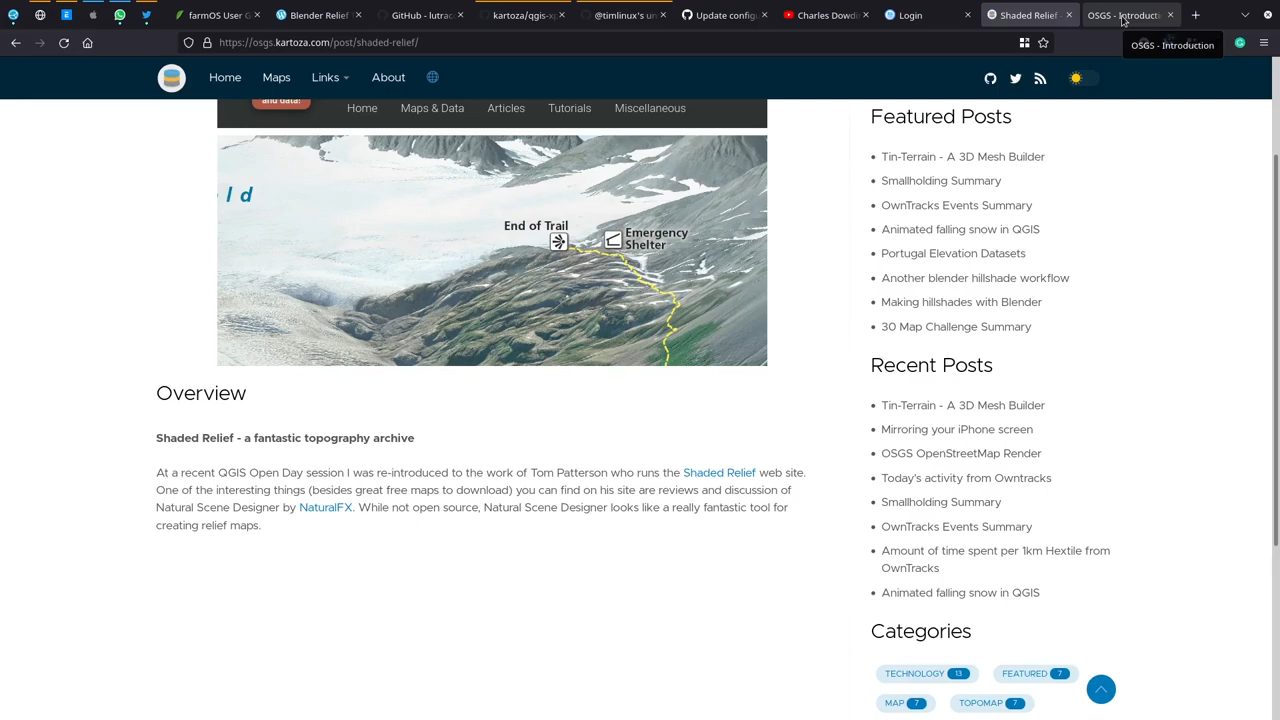 farmOS User G
Blender Relief T
GitHub - lutrac
kartoza/qgis-xp
@timlinux's un
Update config
Charles Dowdi
Login
Shaded Relief -
OSGS - Introductio
https://osgs.kartoza.com/post/shaded-relief/
OSGS - Introduction
Home Maps Links About
and data!
Home Maps & Data Articles Tutorials Miscellaneous
l d
End of Trail
Emergency
Shelter
Overview
Shaded Relief - a fantastic topography archive
At a recent QGIS Open Day session I was re-introduced to the work of Tom Patterson who runs the Shaded Relief web site.
One of the interesting things (besides great free maps to download) you can find on his site are reviews and discussion of
Natural Scene Designer by NaturalFX. While not open source, Natural Scene Designer looks like a really fantastic tool for
creating relief maps.
Featured Posts
Tin-Terrain - A 3D Mesh Builder
Smallholding Summary
OwnTracks Events Summary
Animated falling snow in QGIS
Portugal Elevation Datasets
Another blender hillshade workflow
Making hillshades with Blender
30 Map Challenge Summary
Recent Posts
Tin-Terrain - A 3D Mesh Builder
Mirroring your iPhone screen
OSGS OpenStreetMap Render
Today's activity from Owntracks
Smallholding Summary
OwnTracks Events Summary
Amount of time spent per 1km Hextile from
OwnTracks
Animated falling snow in QGIS
Categories
TECHNOLOGY 13 FEATURED 7
MAP 7 TOPOMAP 7